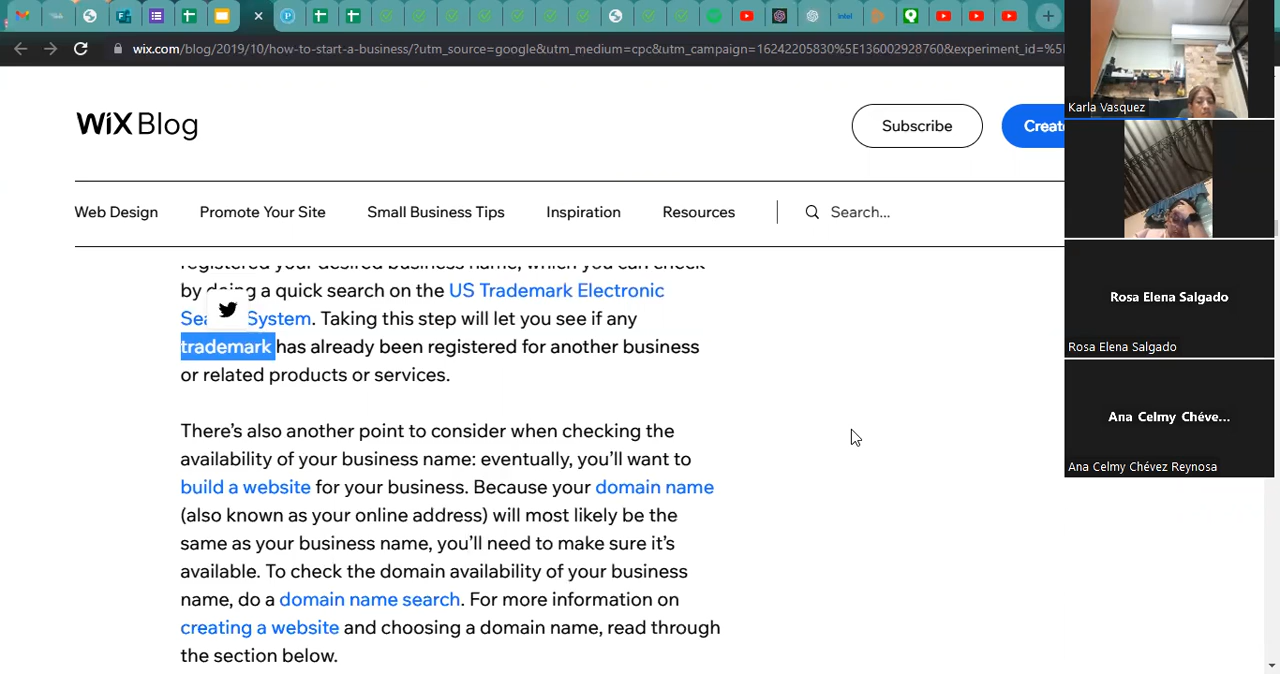 wix.com/blog/2019/10/how-to-start-a-business/?utm_source=google&utm_medium=cpc&utm_campaign=16242205830%5E136002928760&experiment_id=%5E
WiX Blog
Subscribe
Create
Web Design
Promote Your Site
Small Business Tips
Inspiration
Resources
Search...
registered your desired business name, which you can check
by doing a quick search on the US Trademark Electronic
System. Taking this step will let you see if any
trademark has already been registered for another business
or related products or services.
There's also another point to consider when checking the
availability of your business name: eventually, you'll want to
build a website for your business. Because your domain name
(also known as your online address) will most likely be the
same as your business name, you'll need to make sure it's
available. To check the domain availability of your business
name, do a domain name search. For more information on
creating a website and choosing a domain name, read through
the section below.
Karla Vasquez
Rosa Elena Salgado
Rosa Elena Salgado
Ana Celmy Chéve...
Ana Celmy Chévez Reynosa